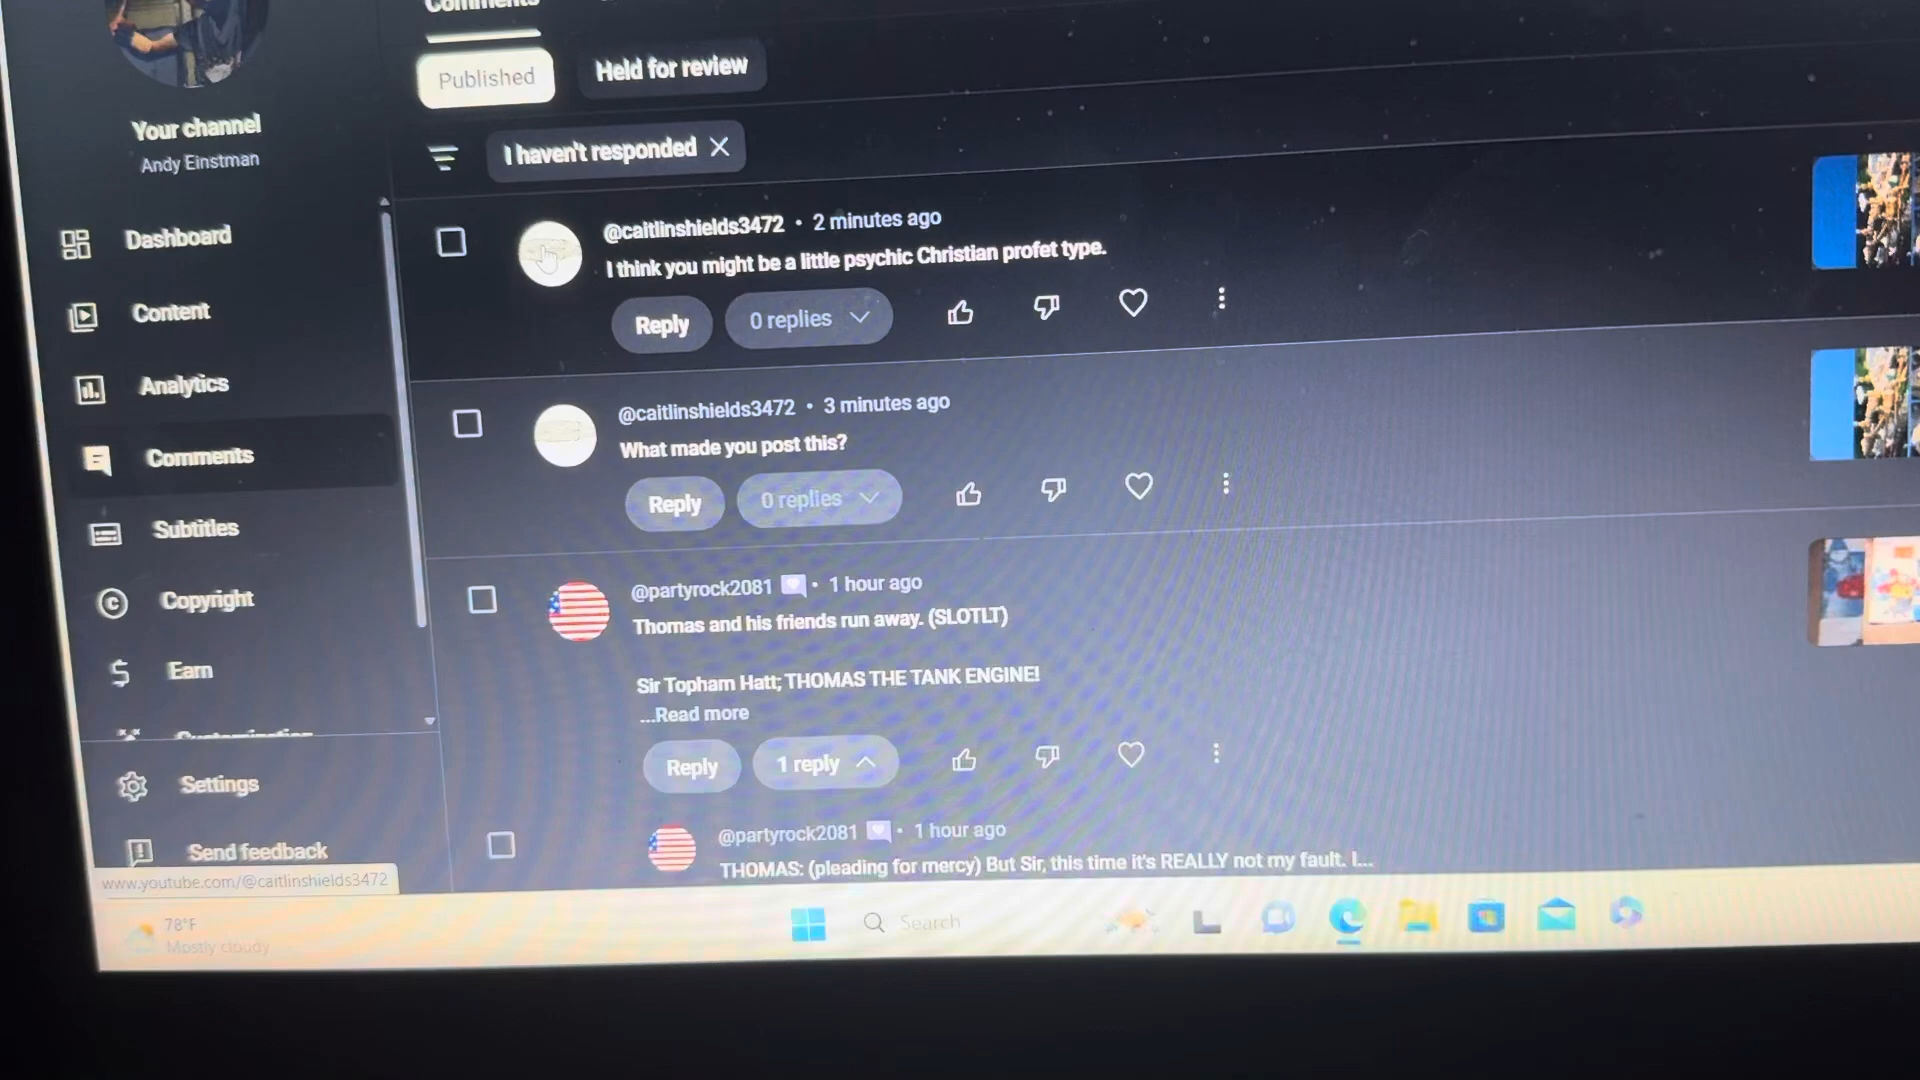 Comments
Published
Held for review
Your channel
Andy Einstman
I haven't responded
Dashboard
Content
Analytics
Comments
Subtitles
Copyright
Earn
Customization
Settings
Send feedback
@caitlinshields3472 • 2 minutes ago
I think you might be a little psychic Christian profet type.
Reply
0 replies
@caitlinshields3472 • 3 minutes ago
What made you post this?
Reply
0 replies
@partyrock2081 • 1 hour ago
Thomas and his friends run away. (SLOTLT)
Sir Topham Hatt; THOMAS THE TANK ENGINE!
...Read more
Reply
1 reply
@partyrock2081 • 1 hour ago
THOMAS: (pleading for mercy) But Sir, this time it's REALLY not my fault. I...
www.youtube.com/@caitlinshields3472
78°F
Mostly cloudy
Search